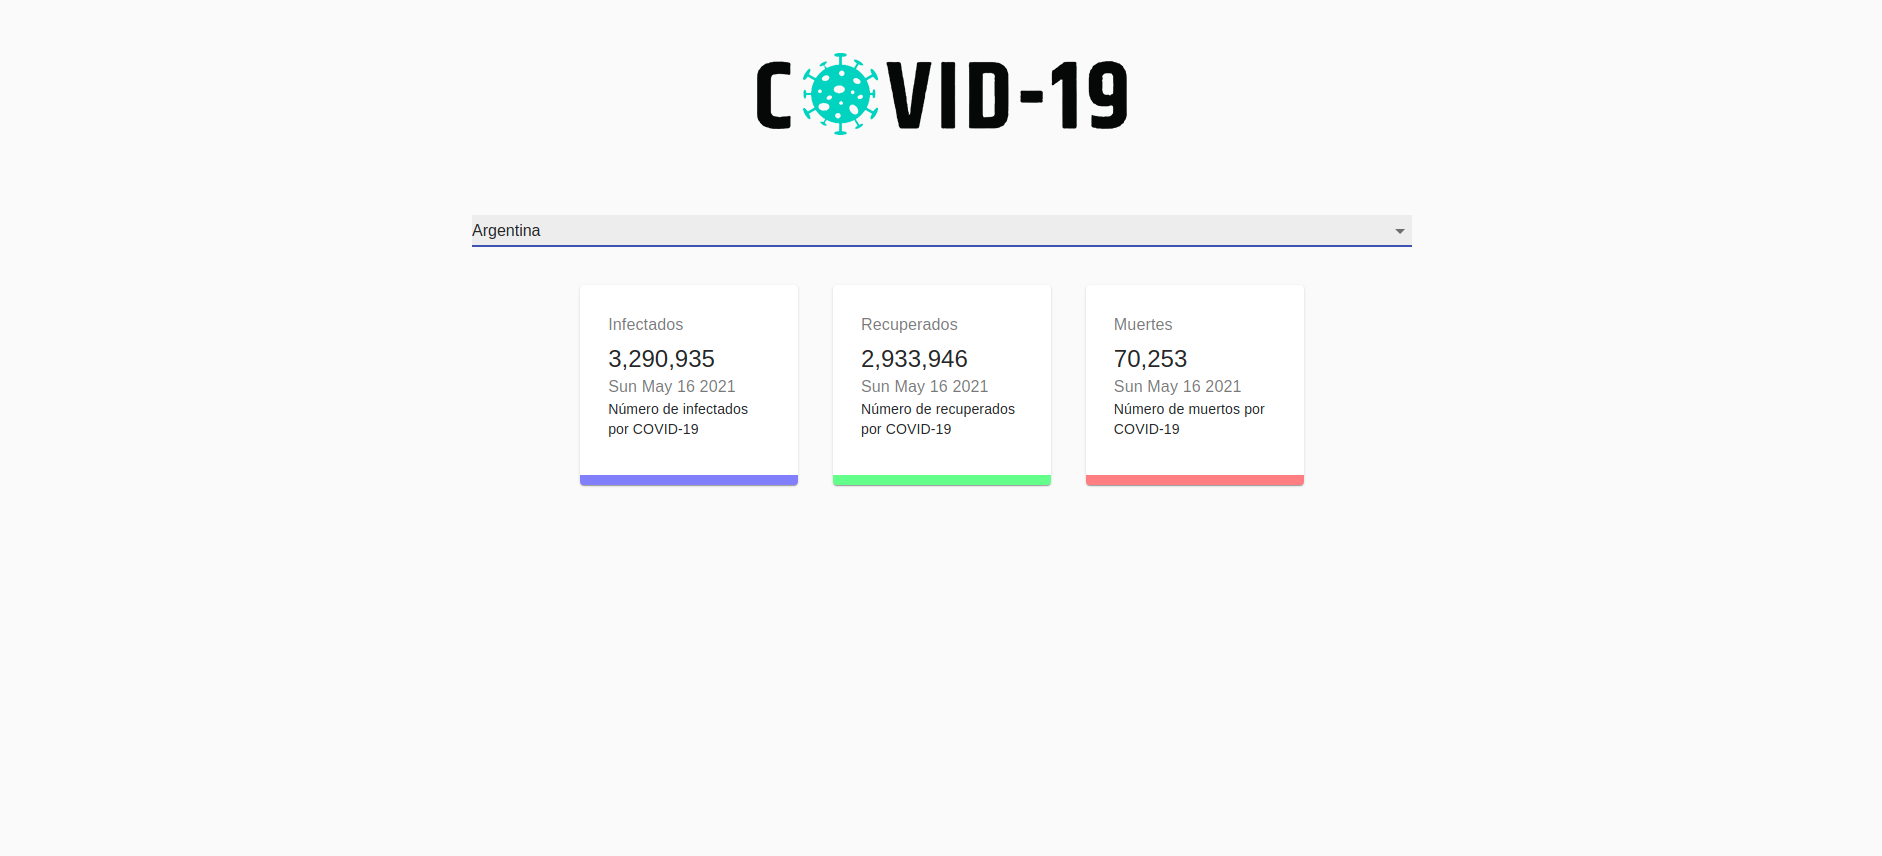 COVID-19
Argentina
Infectados
3,290,935
Sun May 16 2021
Número de infectados
por COVID-19
Recuperados
2,933,946
Sun May 16 2021
Número de recuperados
por COVID-19
Muertes
70,253
Sun May 16 2021
Número de muertos por
COVID-19